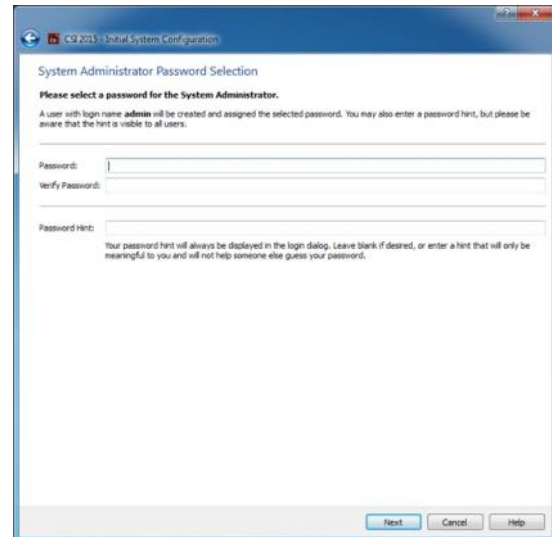 CSI 2015 - Initial System Configuration
System Administrator Password Selection
Please select a password for the System Administrator.
A user with login name admin will be created and assigned the selected password. You may also enter a password hint, but please be
aware that the hint is visible to all users.
Password:
Verify Password:
Password Hint:
Your password hint will always be displayed in the login dialog. Leave blank if desired, or enter a hint that will only be
meaningful to you and will not help someone else guess your password.
Next Cancel Help